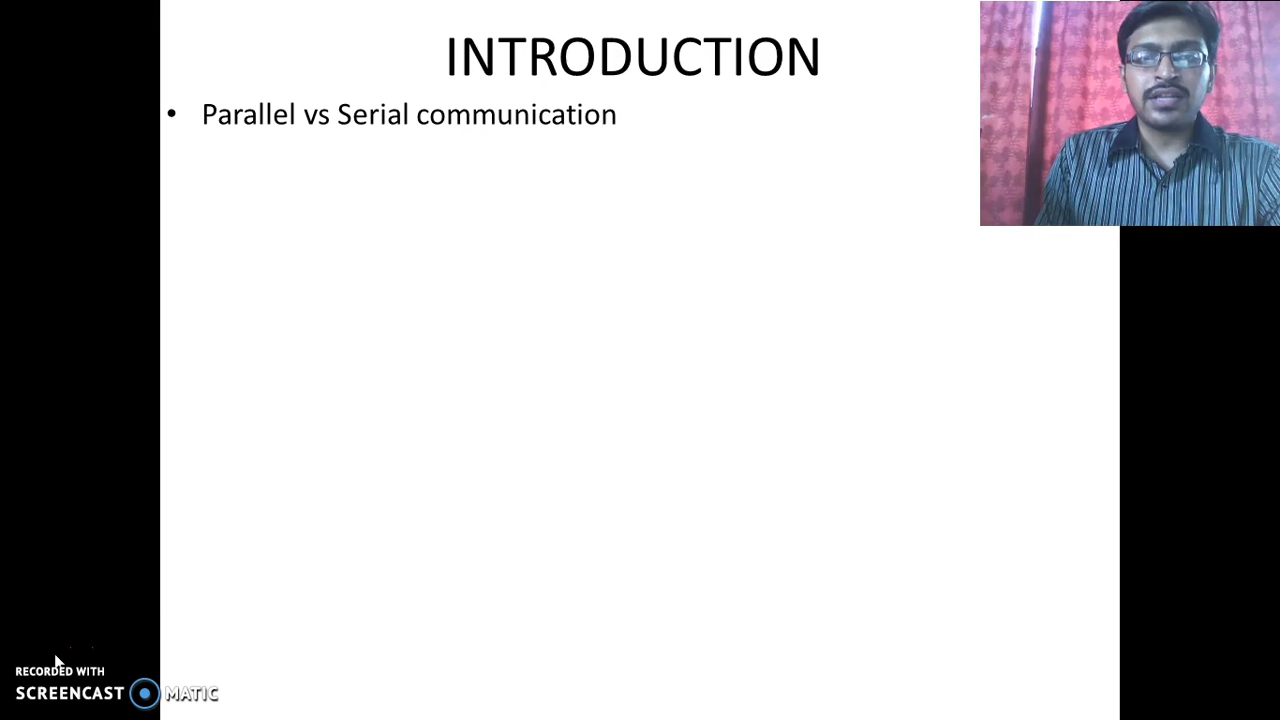 INTRODUCTION
• Parallel vs Serial communication
RECORDED WITH
SCREENCAST MATIC